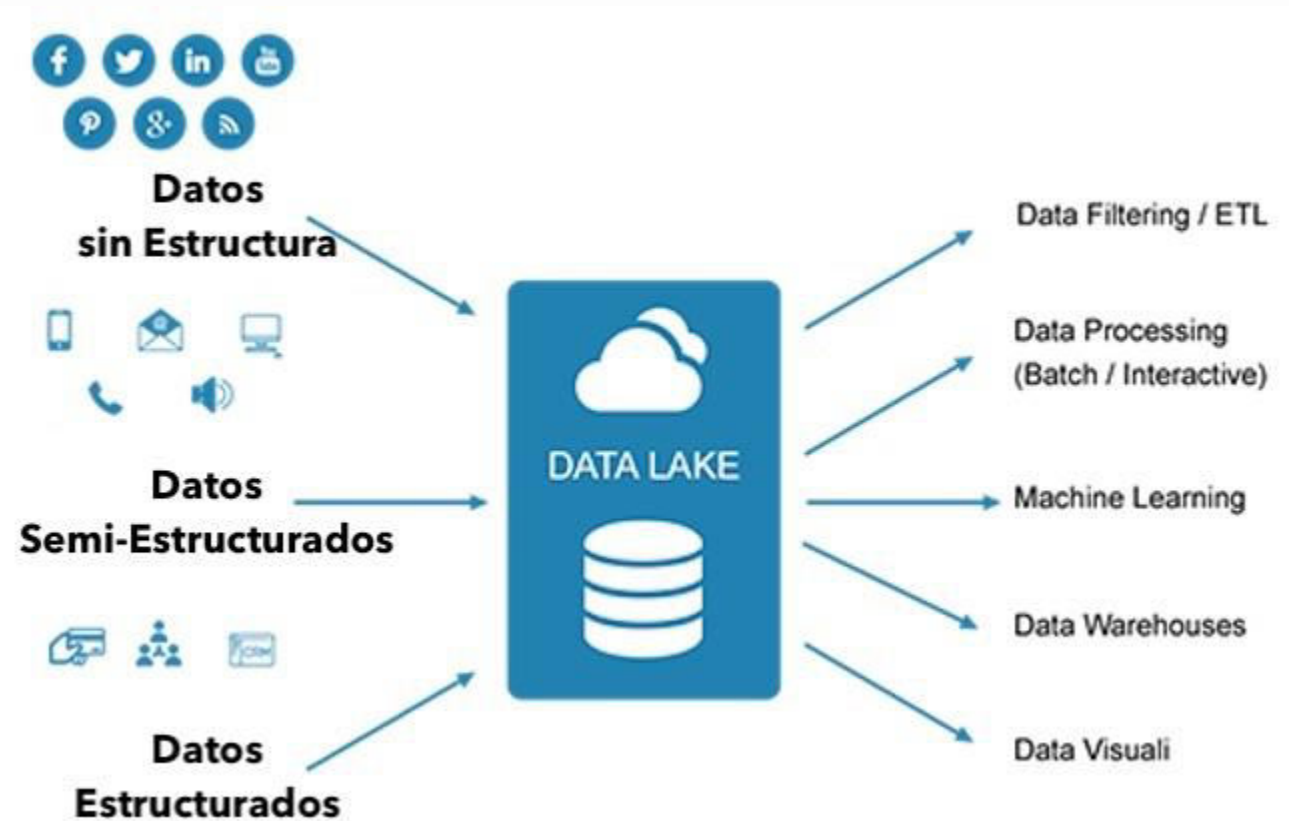 Datos
sin Estructura
Datos
Semi-Estructurados
CRM
Datos
Estructurados
DATA LAKE
Data Filtering / ETL
Data Processing
(Batch / Interactive)
Machine Learning
Data Warehouses
Data Visuali